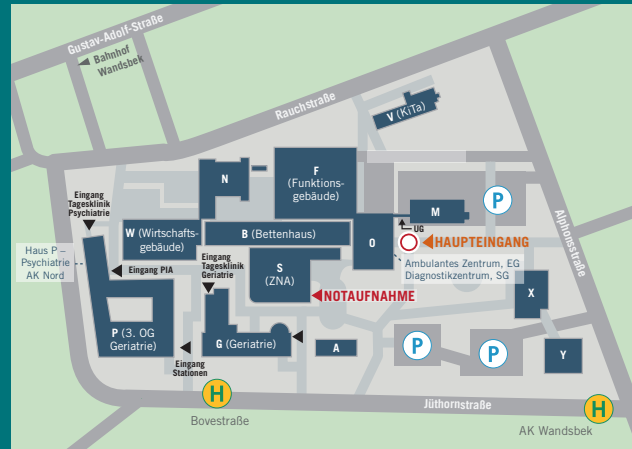 Gustav-Adolf-Straße
Bahnhof
Wandsbek
Rauchstraße
V (KiTa)
Alphonsstraße
Eingang
Tagesklinik
Psychiatrie
N
F
(Funktions-
gebäude)
P
M
UG
W (Wirtschafts-
gebäude)
B (Bettenhaus)
O
HAUPTEINGANG
Haus P –
Psychiatrie
AK Nord
Eingang PIA
Eingang
Tagesklinik
Geriatrie
S
(ZNA)
Ambulantes Zentrum, EG
Diagnostikzentrum, SG
NOTAUFNAHME
X
P (3. OG
Geriatrie)
G (Geriatrie)
A
P
P
Y
Eingang
Stationen
H
Bovestraße
Jüthornstraße
H
AK Wandsbek